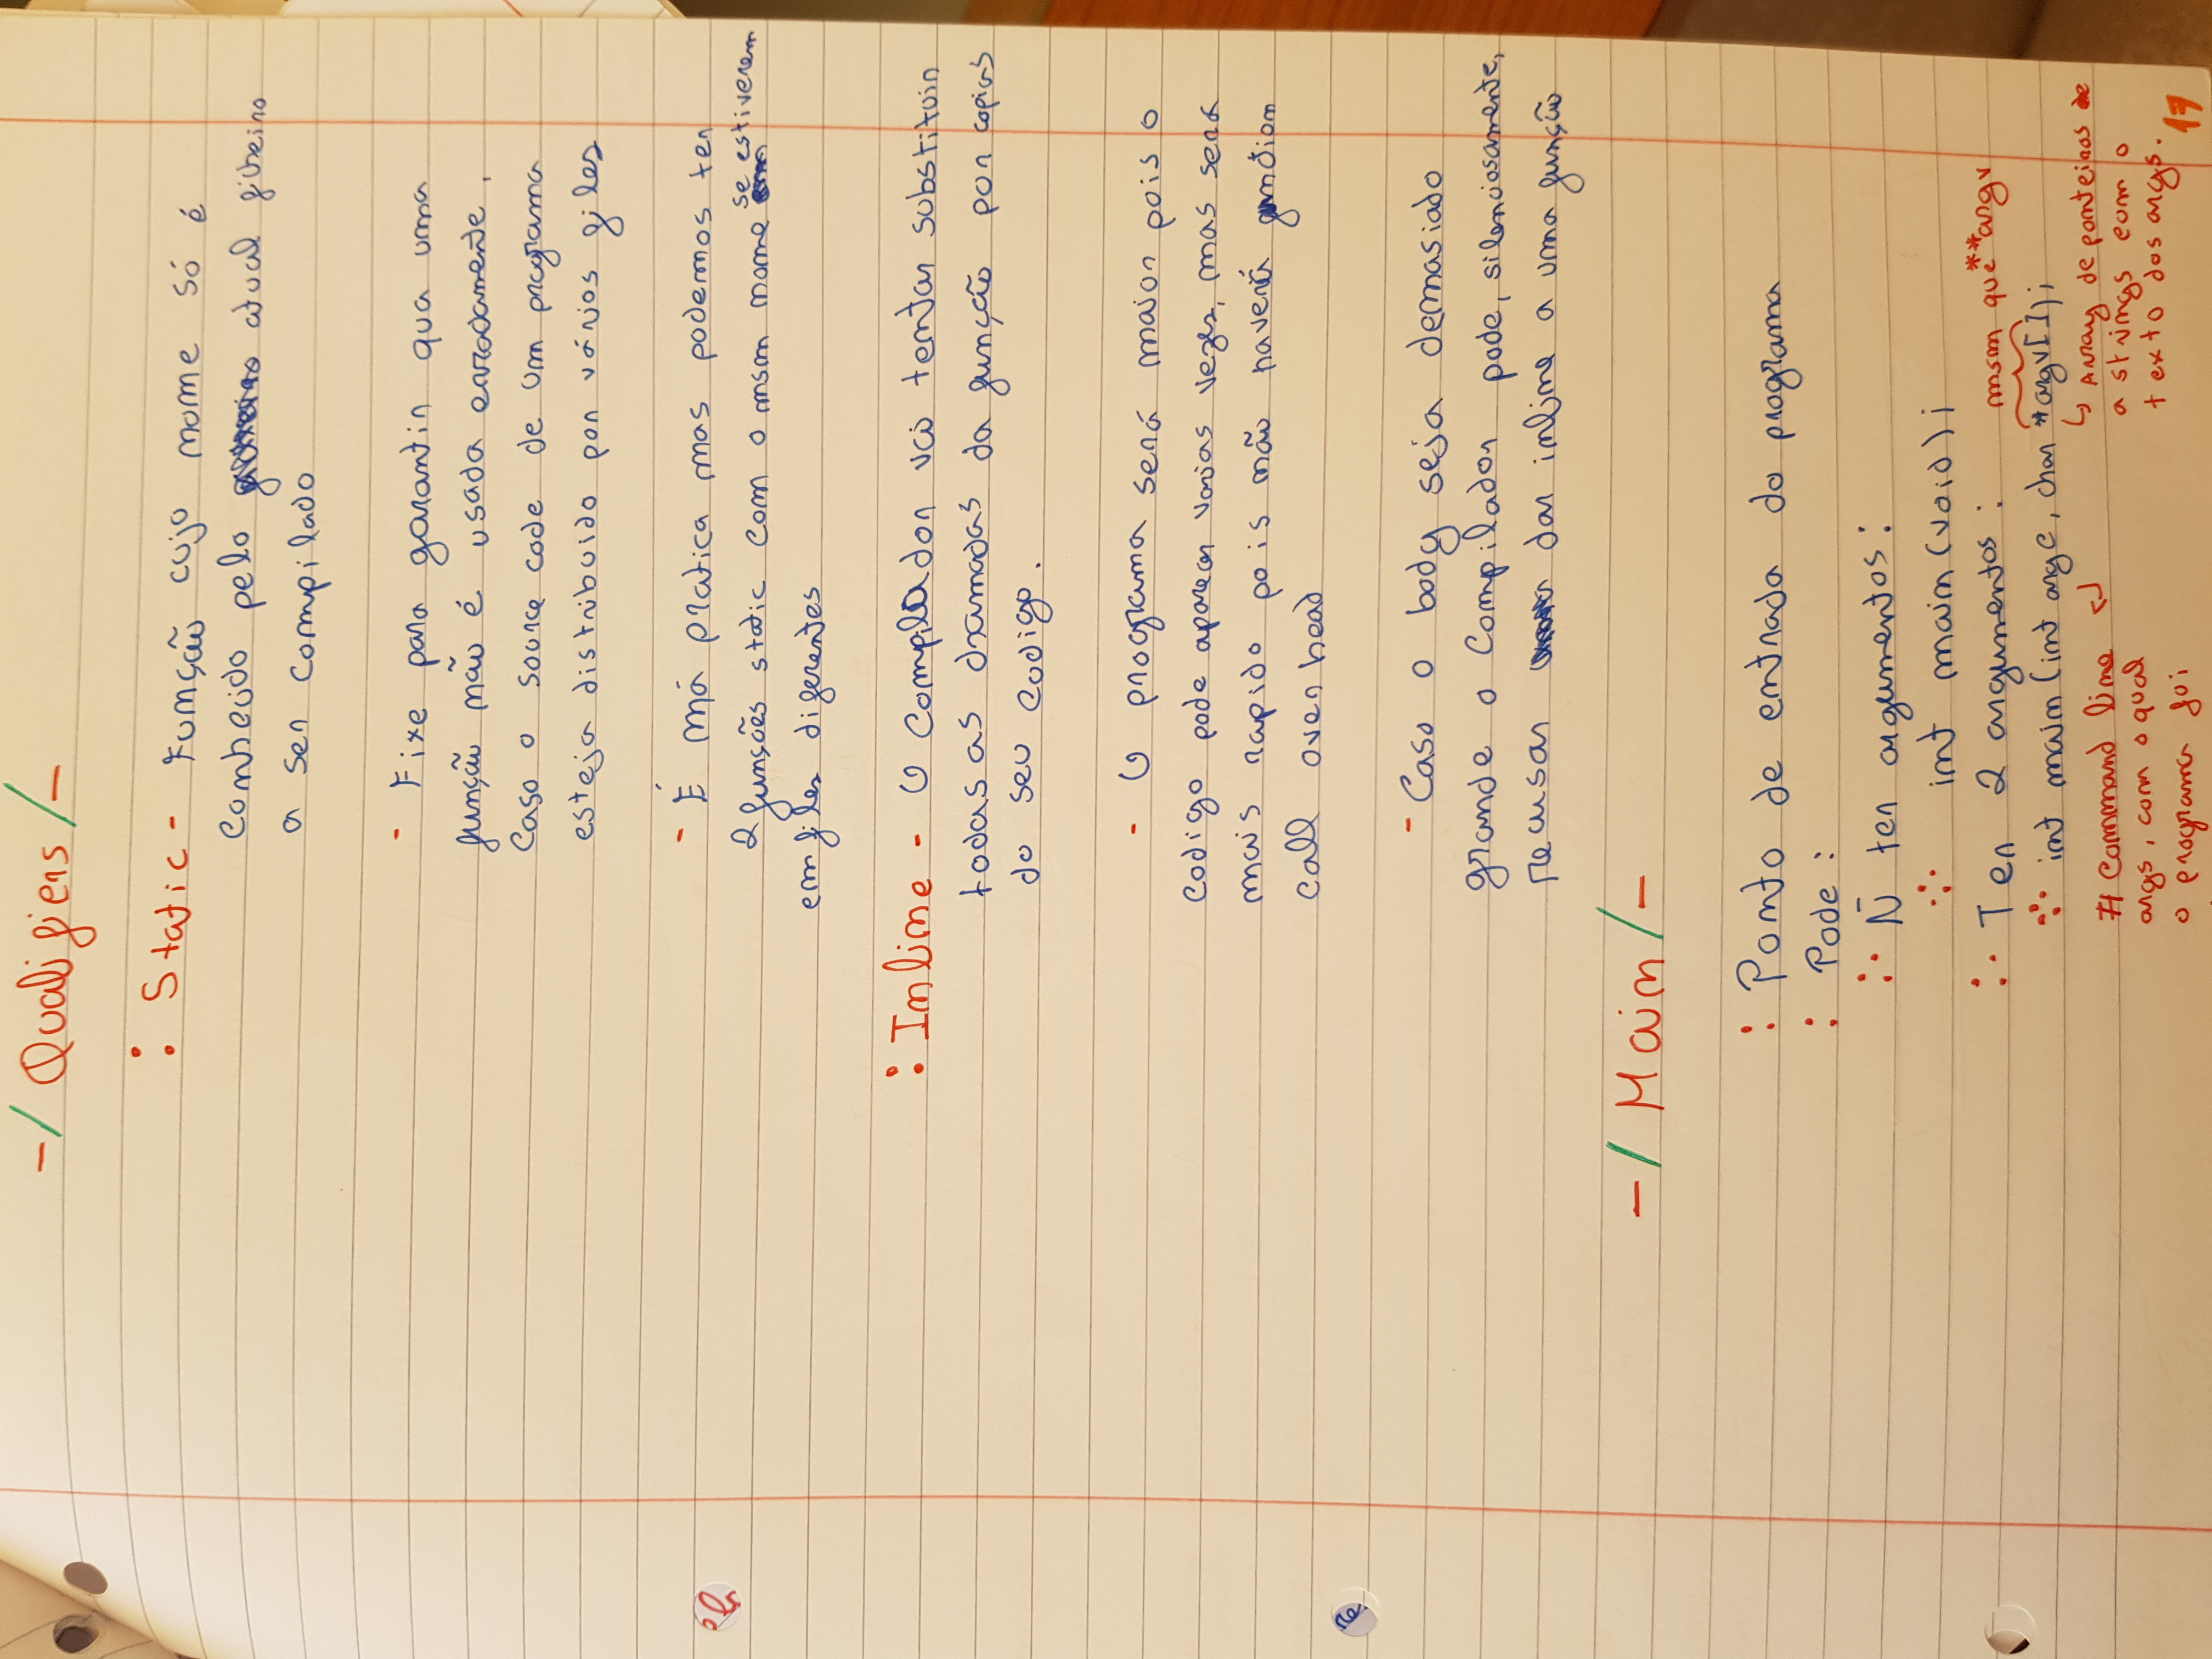 -/ Qualifiers /-
: Static - Função cujo nome só é
conhecido pelo atual ficheiro
a ser compilado
- Fixe para garantir qua uma
função não é usada erradamente.
Caso o source code de um programa
esteja distribuido por vários files
- É má pratica mas podemos ter
2 funsões static com o msm nome se estiverem
em files diferentes
: Inline - O compilador vai tentar substituir
todas as chamadas da função por copias
do seu codigo.
- O programa será maior pois o
codigo pode aparecer varias vezes, mas será
mais rapido pois não haverá function
call overhead
- Caso o body seja demasiado
grande o compilador pode, silenciosamente,
recusar dar inline a uma função
-/ Main /-
: Ponto de entrada do programa
: Pode :
:· Ñ ter argumentos :
int main (void) ;
:· Ter 2 argumentos : msm que **argv
int main (int argc, char *argv[]);
# Command line ↵ ↳ Array de ponteiros
args, com o qual a strings com o
o programa foi texto dos args.
17